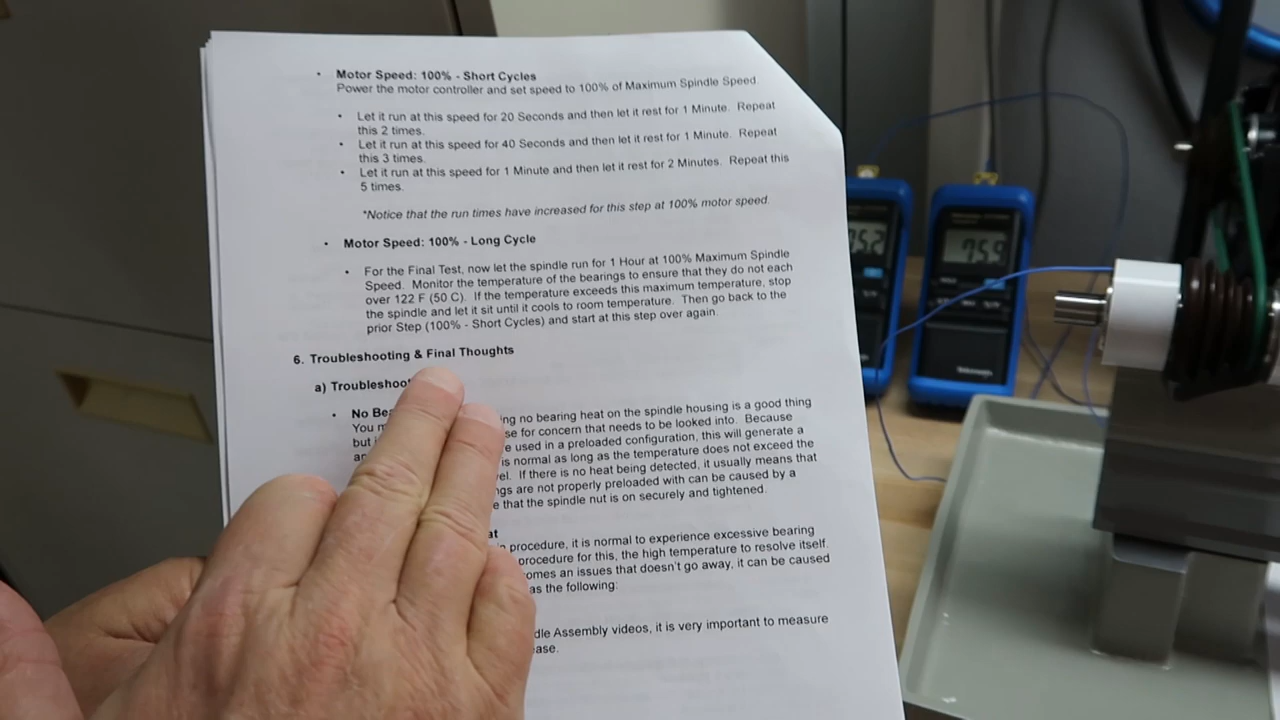 • Motor Speed: 100% - Short Cycles
Power the motor controller and set speed to 100% of Maximum Spindle Speed.
• Let it run at this speed for 20 Seconds and then let it rest for 1 Minute. Repeat
this 2 times.
• Let it run at this speed for 40 Seconds and then let it rest for 1 Minute. Repeat
this 3 times.
• Let it run at this speed for 1 Minute and then let it rest for 2 Minutes. Repeat this
5 times.
*Notice that the run times have increased for this step at 100% motor speed.
• Motor Speed: 100% - Long Cycle
• For the Final Test, now let the spindle run for 1 Hour at 100% Maximum Spindle
Speed. Monitor the temperature of the bearings to ensure that they do not each
over 122 F (50 C). If the temperature exceeds this maximum temperature, stop
the spindle and let it sit until it cools to room temperature. Then go back to the
prior Step (100% - Short Cycles) and start at this step over again.
6. Troubleshooting & Final Thoughts
a) Troubleshoo
• No Be
You m ng no bearing heat on the spindle housing is a good thing
but i se for concern that needs to be looked into. Because
an e used in a preloaded configuration, this will generate a
is normal as long as the temperature does not exceed the
vel. If there is no heat being detected, it usually means that
ngs are not properly preloaded with can be caused by a
e that the spindle nut is on securely and tightened.
at
procedure, it is normal to experience excessive bearing
procedure for this, the high temperature to resolve itself.
omes an issues that doesn't go away, it can be caused
as the following:
dle Assembly videos, it is very important to measure
ease.
75.2
75.9
Tektronix